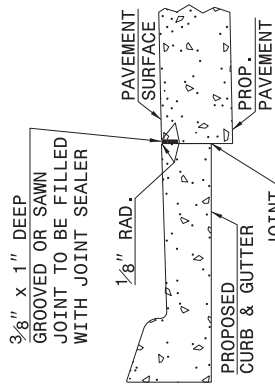 3/8" x 1" DEEP
GROOVED OR SAWN
JOINT TO BE FILLED
WITH JOINT SEALER
1/8" RAD.
PAVEMENT
SURFACE
PROP.
PAVEMENT
PROPOSED
CURB & GUTTER
JOINT